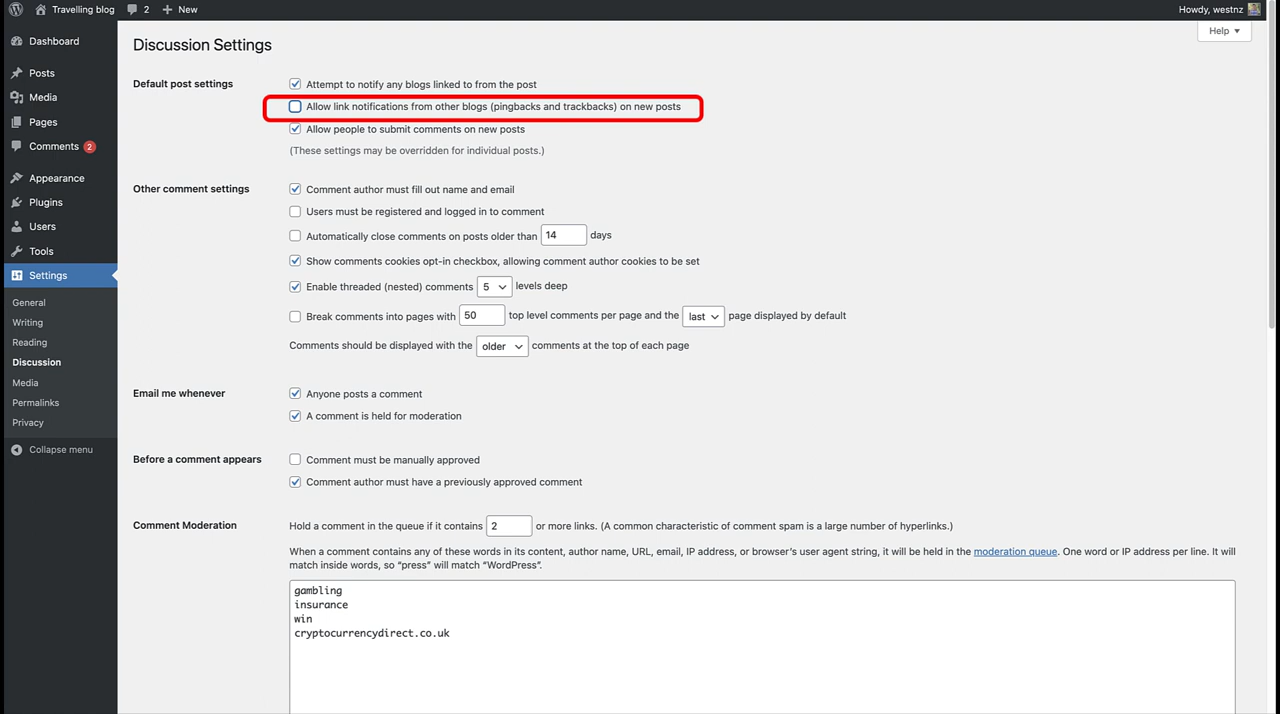 Travelling blog 2 New Howdy, westnz
Help
Dashboard
Posts
Media
Pages
Comments 2
Appearance
Plugins
Users
Tools
Settings
General
Writing
Reading
Discussion
Media
Permalinks
Privacy
Collapse menu
Discussion Settings
Default post settings
Attempt to notify any blogs linked to from the post
Allow link notifications from other blogs (pingbacks and trackbacks) on new posts
Allow people to submit comments on new posts
(These settings may be overridden for individual posts.)
Other comment settings
Comment author must fill out name and email
Users must be registered and logged in to comment
Automatically close comments on posts older than 14 days
Show comments cookies opt-in checkbox, allowing comment author cookies to be set
Enable threaded (nested) comments 5 levels deep
Break comments into pages with 50 top level comments per page and the last page displayed by default
Comments should be displayed with the older comments at the top of each page
Email me whenever
Anyone posts a comment
A comment is held for moderation
Before a comment appears
Comment must be manually approved
Comment author must have a previously approved comment
Comment Moderation
Hold a comment in the queue if it contains 2 or more links. (A common characteristic of comment spam is a large number of hyperlinks.)
When a comment contains any of these words in its content, author name, URL, email, IP address, or browser's user agent string, it will be held in the moderation queue. One word or IP address per line. It will
match inside words, so “press” will match “WordPress”.
gambling
insurance
win
cryptocurrencydirect.co.uk